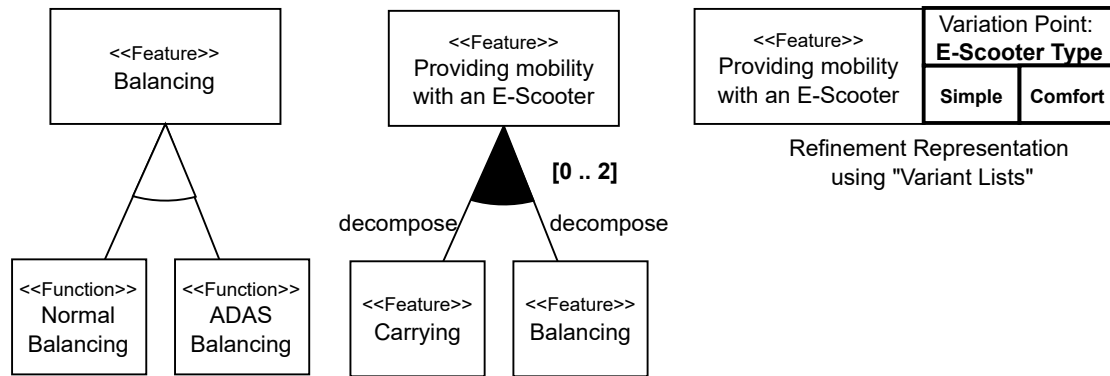 <<Feature>>
Balancing
<<Function>>
Normal
Balancing
<<Function>>
ADAS
Balancing
<<Feature>>
Providing mobility
with an E-Scooter
[0 .. 2]
decompose
decompose
<<Feature>>
Carrying
<<Feature>>
Balancing
<<Feature>>
Providing mobility
with an E-Scooter
Variation Point:
E-Scooter Type
Simple
Comfort
Refinement Representation
using "Variant Lists"